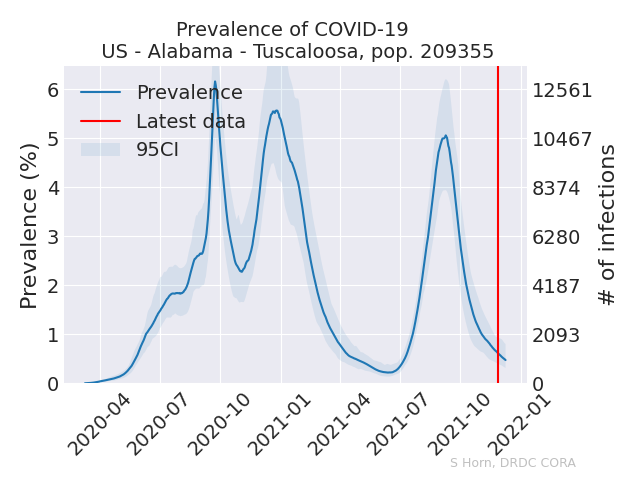 Prevalence of COVID-19
US - Alabama - Tuscaloosa, pop. 209355
Prevalence
Latest data
95CI
Prevalence (%)
6
5
4
3
2
1
0
12561
10467
8374
6280
4187
2093
0
# of infections
2020-04
2020-07
2020-10
2021-01
2021-04
2021-07
2021-10
2022-01
S Horn, DRDC CORA